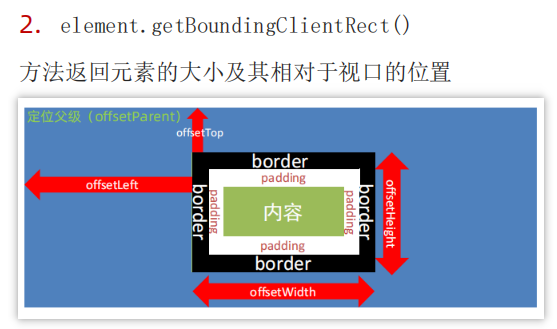 2. element.getBoundingClientRect()
方法返回元素的大小及其相对于视口的位置
定位父级（offsetParent）
offsetTop
border
padding
offsetLeft
border
padding
内容
padding
border
offsetHeight
padding
border
offsetWidth